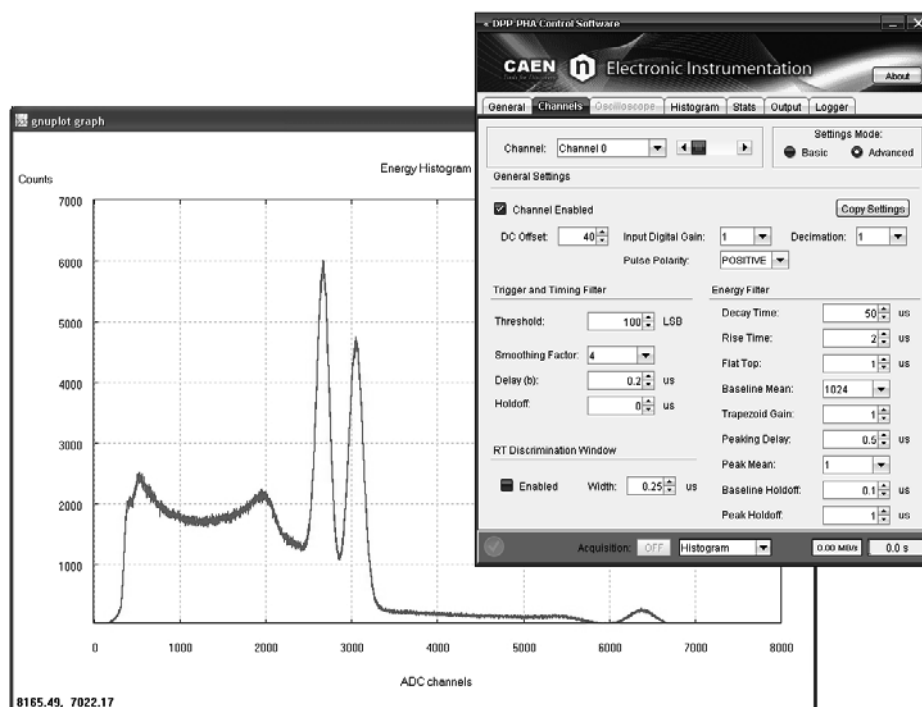 DPP-PHA Control Software
CAEN n Electronic Instrumentation
About
General Channels Oscilloscope Histogram Stats Output Logger
Channel: Channel 0
Settings Mode:
Basic Advanced
General Settings
Channel Enabled
Copy Settings
DC Offset: 40 Input Digital Gain: 1 Decimation: 1
Pulse Polarity: POSITIVE
Trigger and Timing Filter
Threshold: 100 LSB
Smoothing Factor: 4
Delay (b): 0.2 us
Holdoff: 0 us
RT Discrimination Window
Enabled Width: 0.25 us
Energy Filter
Decay Time: 50 us
Rise Time: 2 us
Flat Top: 1 us
Baseline Mean: 1024
Trapezoid Gain: 1
Peaking Delay: 0.5 us
Peak Mean: 1
Baseline Holdoff: 0.1 us
Peak Holdoff: 1 us
Acquisition: OFF Histogram 0.00 MB/s 0.0 s
gnuplot graph
Energy Histogram
Counts
7000
6000
5000
4000
3000
2000
1000
0 1000 2000 3000 4000 5000 6000 7000 8000
ADC channels
8165.49, 7022.17